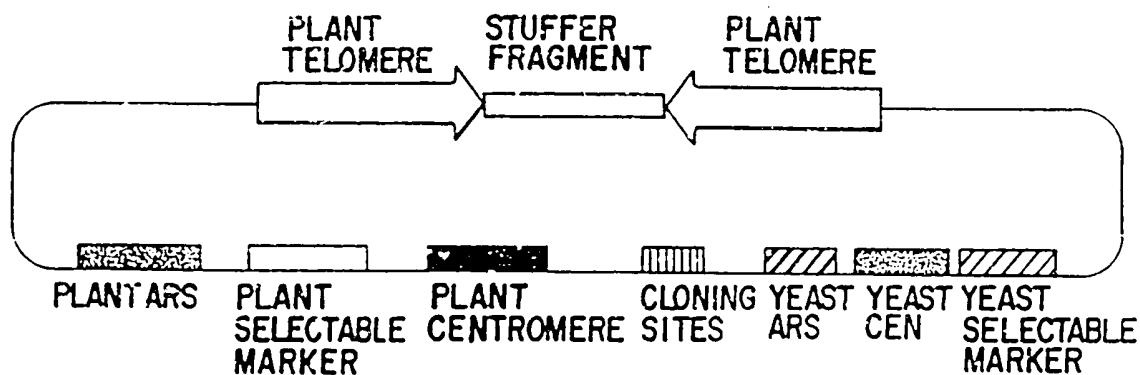 PLANT
TELOMERE
STUFFER
FRAGMENT
PLANT
TELOMERE
PLANT ARS
PLANT
SELECTABLE
MARKER
PLANT
CENTROMERE
CLONING
SITES
YEAST
ARS
YEAST
CEN
YEAST
SELECTABLE
MARKER